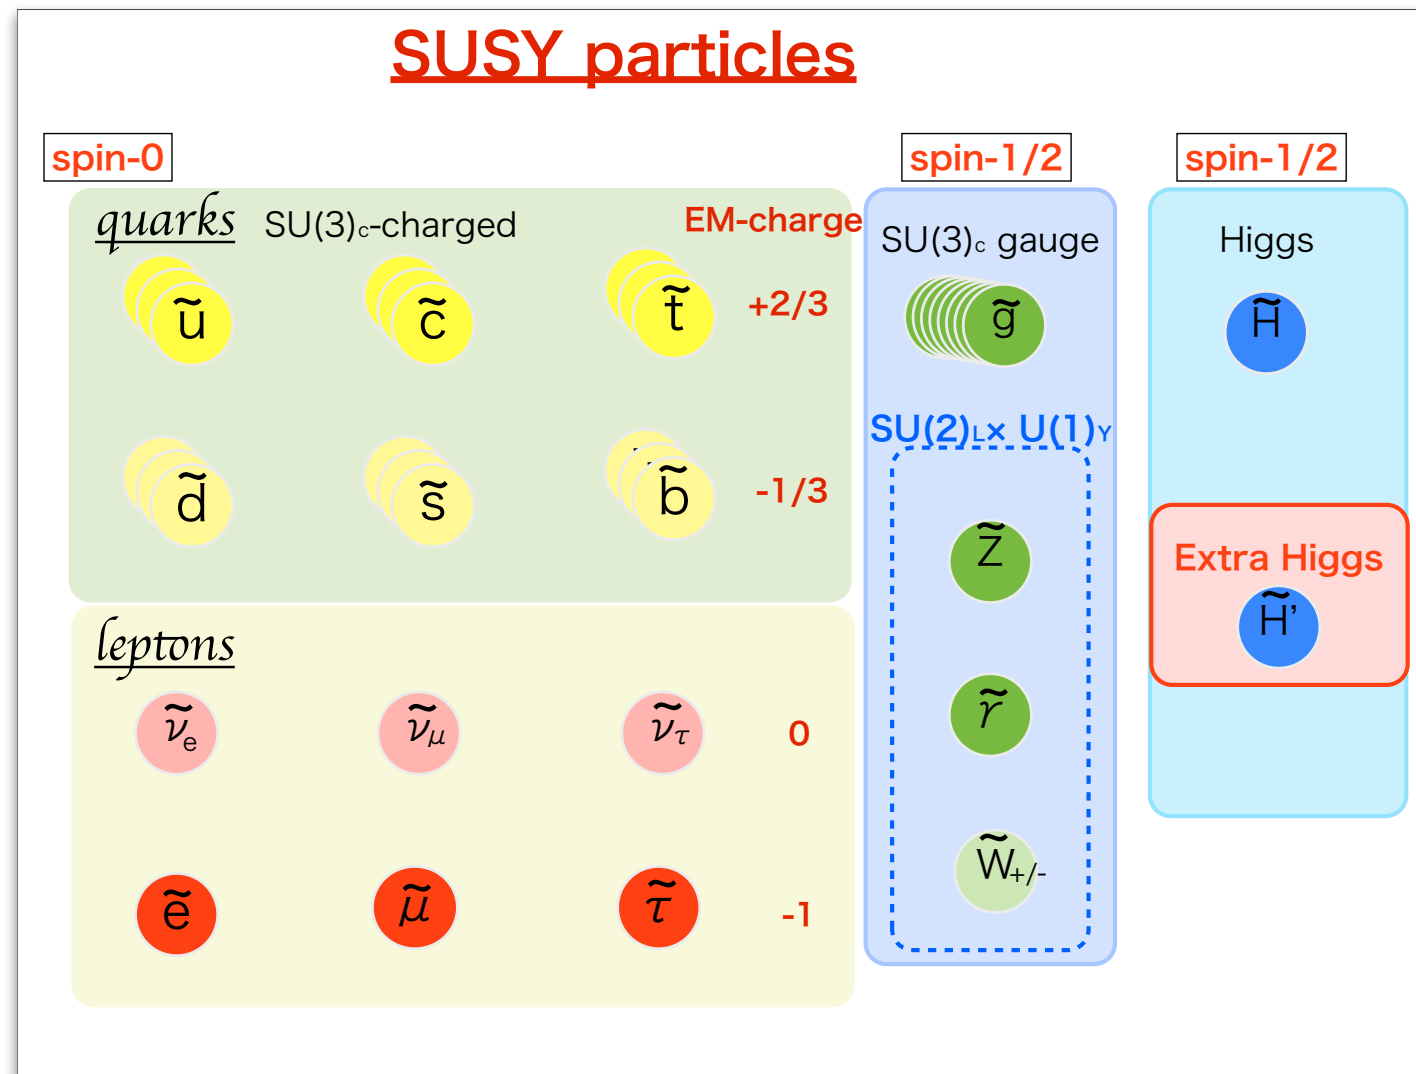 SUSY particles
spin-0
spin-1/2
spin-1/2
quarks
SU(3)c-charged
EM-charge
SU(3)c gauge
Higgs
ũ
c̃
t̃
+2/3
g̃
H̃
SU(2)L× U(1)Y
d̃
s̃
b̃
-1/3
Z̃
Extra Higgs
H̃'
leptons
ν̃e
ν̃μ
ν̃τ
0
γ̃
W̃+/-
ẽ
μ̃
τ̃
-1